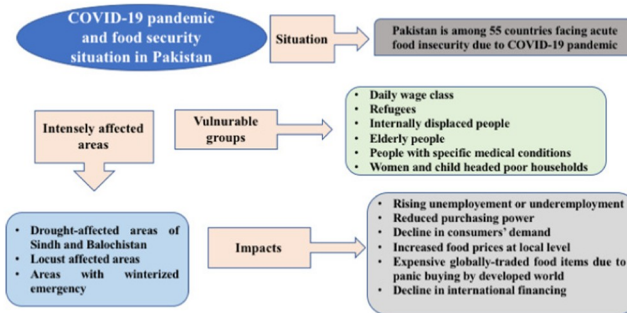 COVID-19 pandemic
and food security
situation in Pakistan
Situation
Pakistan is among 55 countries facing acute
food insecurity due to COVID-19 pandemic
Intensely affected
areas
Vulnurable
groups
• Daily wage class
• Refugees
• Internally displaced people
• Elderly people
• People with specific medical conditions
• Women and child headed poor households
• Drought-affected areas of
Sindh and Balochistan
• Locust affected areas
• Areas with winterized
emergency
Impacts
• Rising unemployement or underemployment
• Reduced purchasing power
• Decline in consumers' demand
• Increased food prices at local level
• Expensive globally-traded food items due to
panic buying by developed world
• Decline in international financing